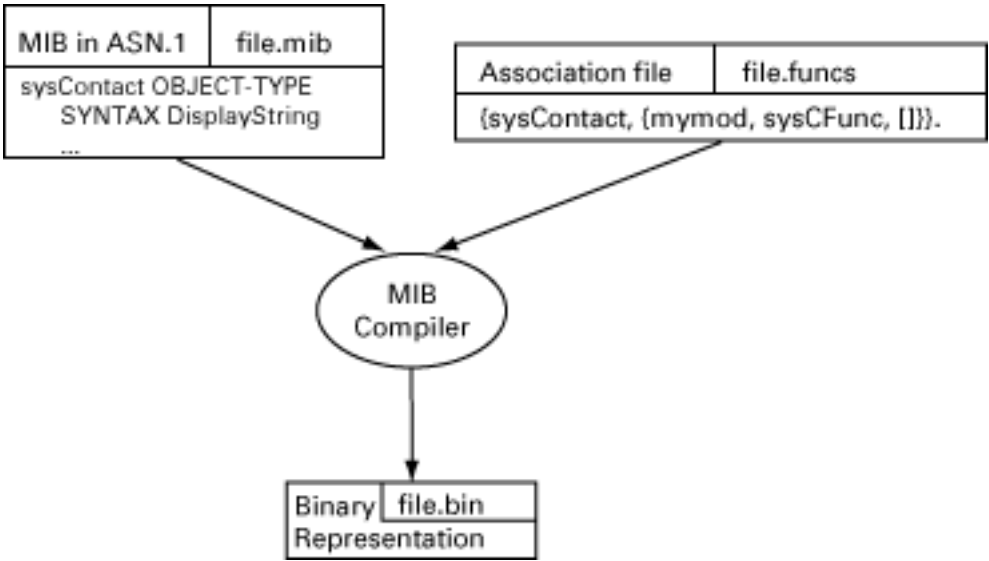 MIB in ASN.1 file.mib
sysContact OBJECT-TYPE
SYNTAX DisplayString
...
Association file file.funcs
{sysContact, {mymod, sysCFunc, []}}.
MIB
Compiler
Binary file.bin
Representation